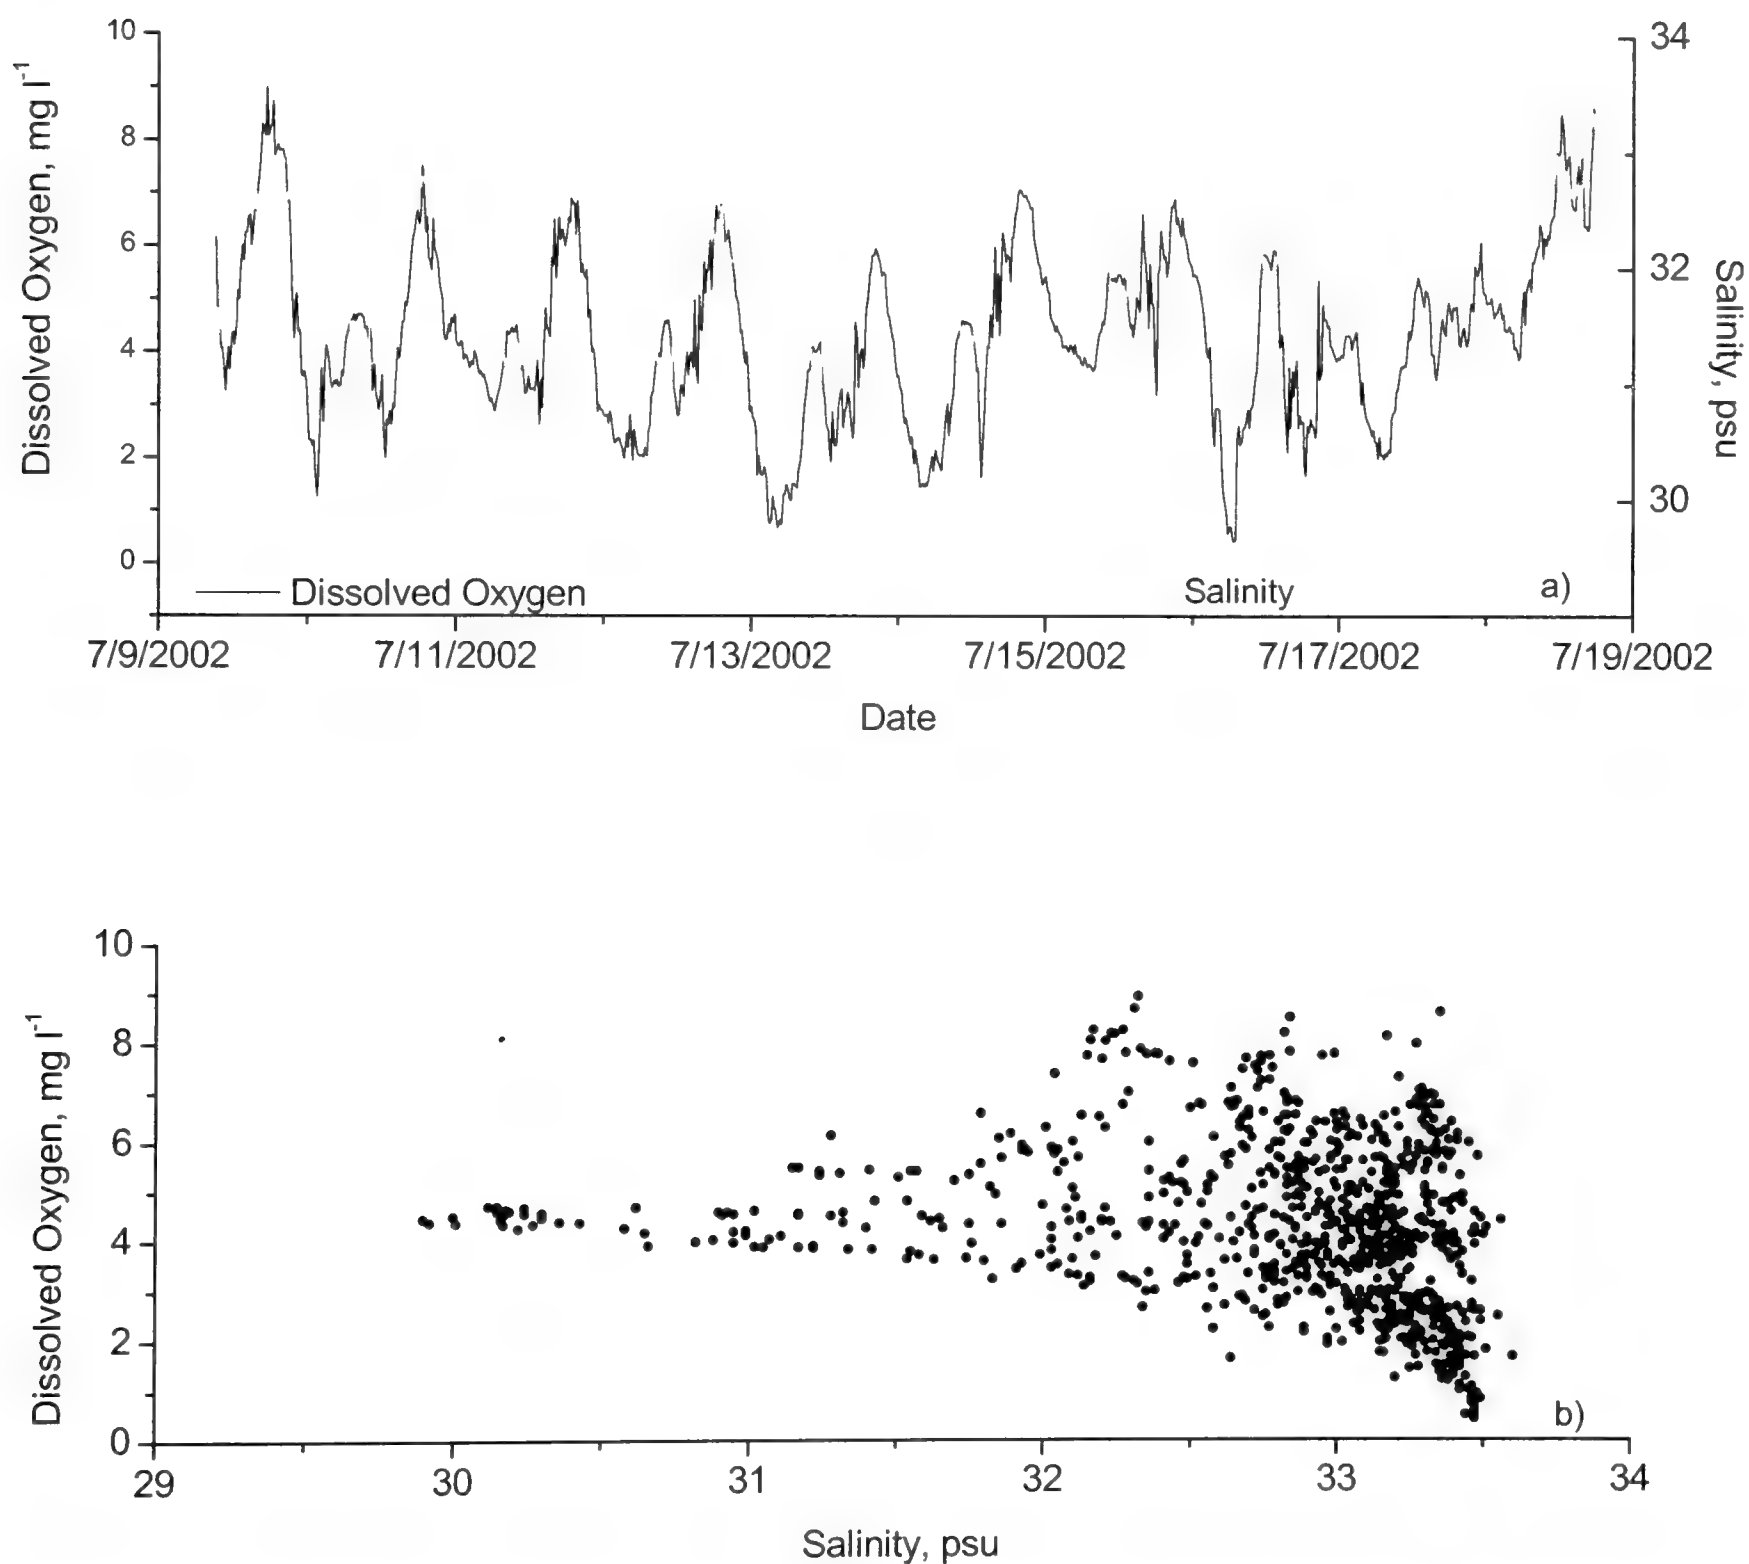 10
8
6
4
2
0
Dissolved Oxygen, mg l⁻¹
34
32
30
Salinity, psu
Dissolved Oxygen
Salinity
a)
7/9/2002 7/11/2002 7/13/2002 7/15/2002 7/17/2002 7/19/2002
Date
10
8
6
4
2
0
Dissolved Oxygen, mg l⁻¹
b)
29 30 31 32 33 34
Salinity, psu